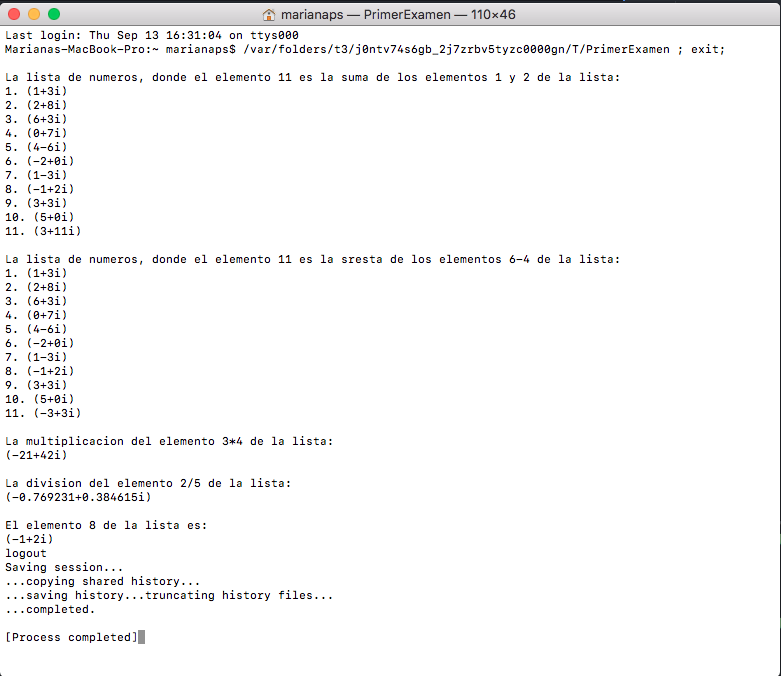 marianaps — PrimerExamen — 110×46
Last login: Thu Sep 13 16:31:04 on ttys000
Marianas-MacBook-Pro:~ marianaps$ /var/folders/t3/j0ntv74s6gb_2j7zrbv5tyzc0000gn/T/PrimerExamen ; exit;
La lista de numeros, donde el elemento 11 es la suma de los elementos 1 y 2 de la lista:
1. (1+3i)
2. (2+8i)
3. (6+3i)
4. (0+7i)
5. (4-6i)
6. (-2+0i)
7. (1-3i)
8. (-1+2i)
9. (3+3i)
10. (5+0i)
11. (3+11i)
La lista de numeros, donde el elemento 11 es la sresta de los elementos 6-4 de la lista:
1. (1+3i)
2. (2+8i)
3. (6+3i)
4. (0+7i)
5. (4-6i)
6. (-2+0i)
7. (1-3i)
8. (-1+2i)
9. (3+3i)
10. (5+0i)
11. (-3+3i)
La multiplicacion del elemento 3*4 de la lista:
(-21+42i)
La division del elemento 2/5 de la lista:
(-0.769231+0.384615i)
El elemento 8 de la lista es:
(-1+2i)
logout
Saving session...
...copying shared history...
...saving history...truncating history files...
...completed.
[Process completed]